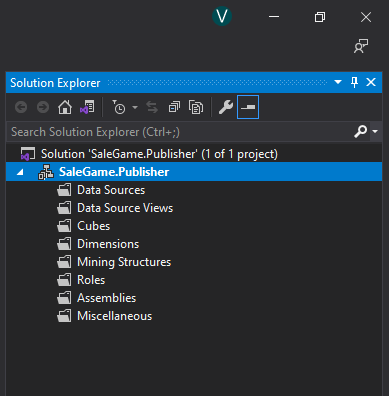 V
Solution Explorer
Search Solution Explorer (Ctrl+;)
Solution 'SaleGame.Publisher' (1 of 1 project)
SaleGame.Publisher
Data Sources
Data Source Views
Cubes
Dimensions
Mining Structures
Roles
Assemblies
Miscellaneous